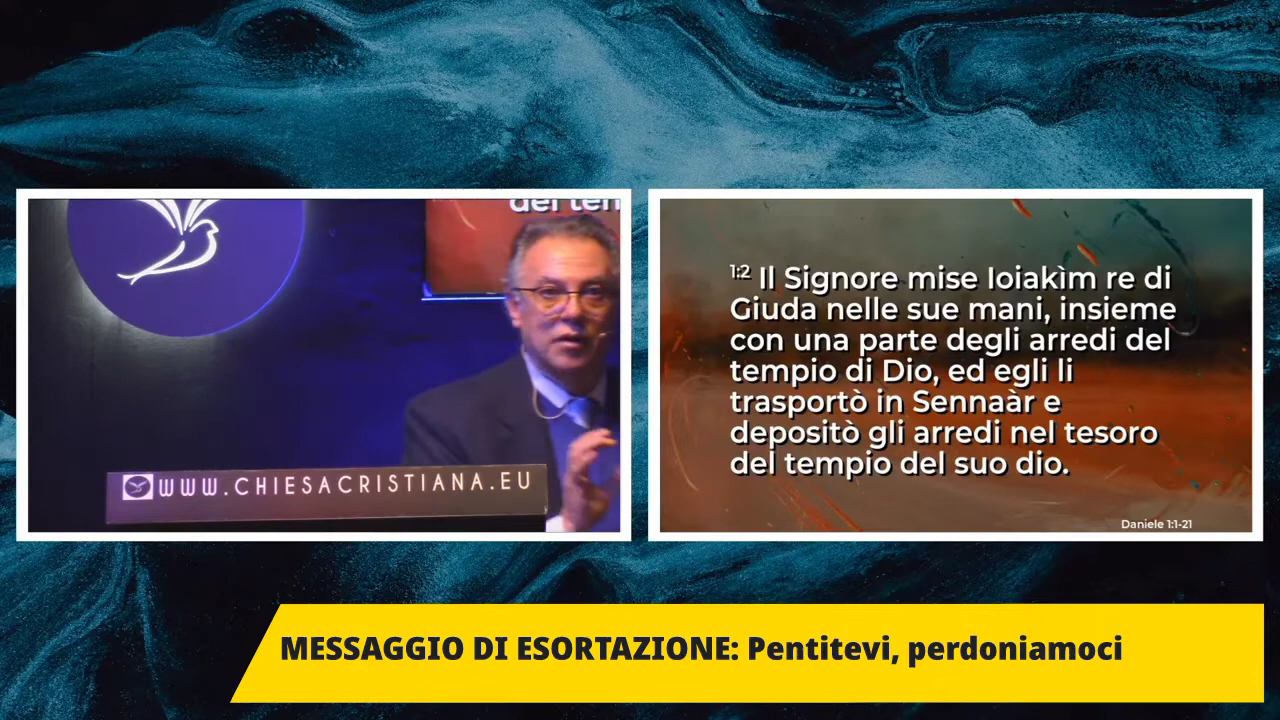 del tem
WWW.CHIESACRISTIANA.EU
1:2 Il Signore mise Ioiakìm re di
Giuda nelle sue mani, insieme
con una parte degli arredi del
tempio di Dio, ed egli li
trasportò in Sennaàr e
depositò gli arredi nel tesoro
del tempio del suo dio.
Daniele 1:1-21
MESSAGGIO DI ESORTAZIONE: Pentitevi, perdoniamoci